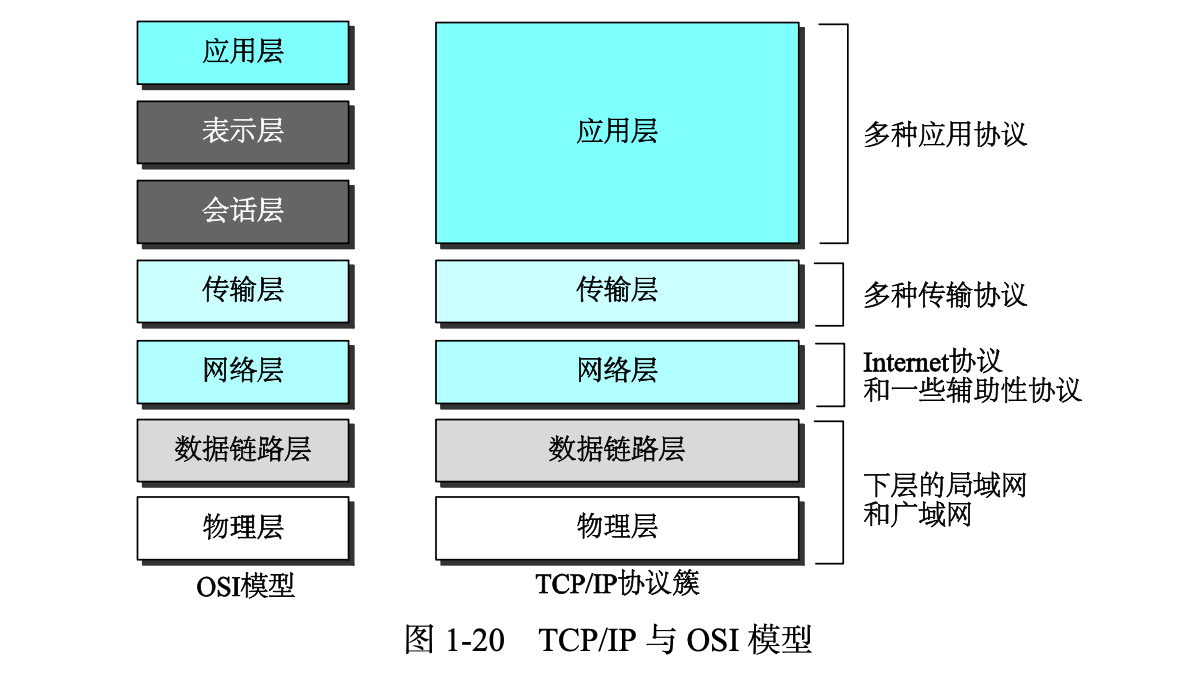 应用层
表示层
会话层
传输层
网络层
数据链路层
物理层
OSI模型
应用层
传输层
网络层
数据链路层
物理层
TCP/IP协议簇
多种应用协议
多种传输协议
Internet协议
和一些辅助性协议
下层的局域网
和广域网
图 1-20 TCP/IP 与 OSI 模型